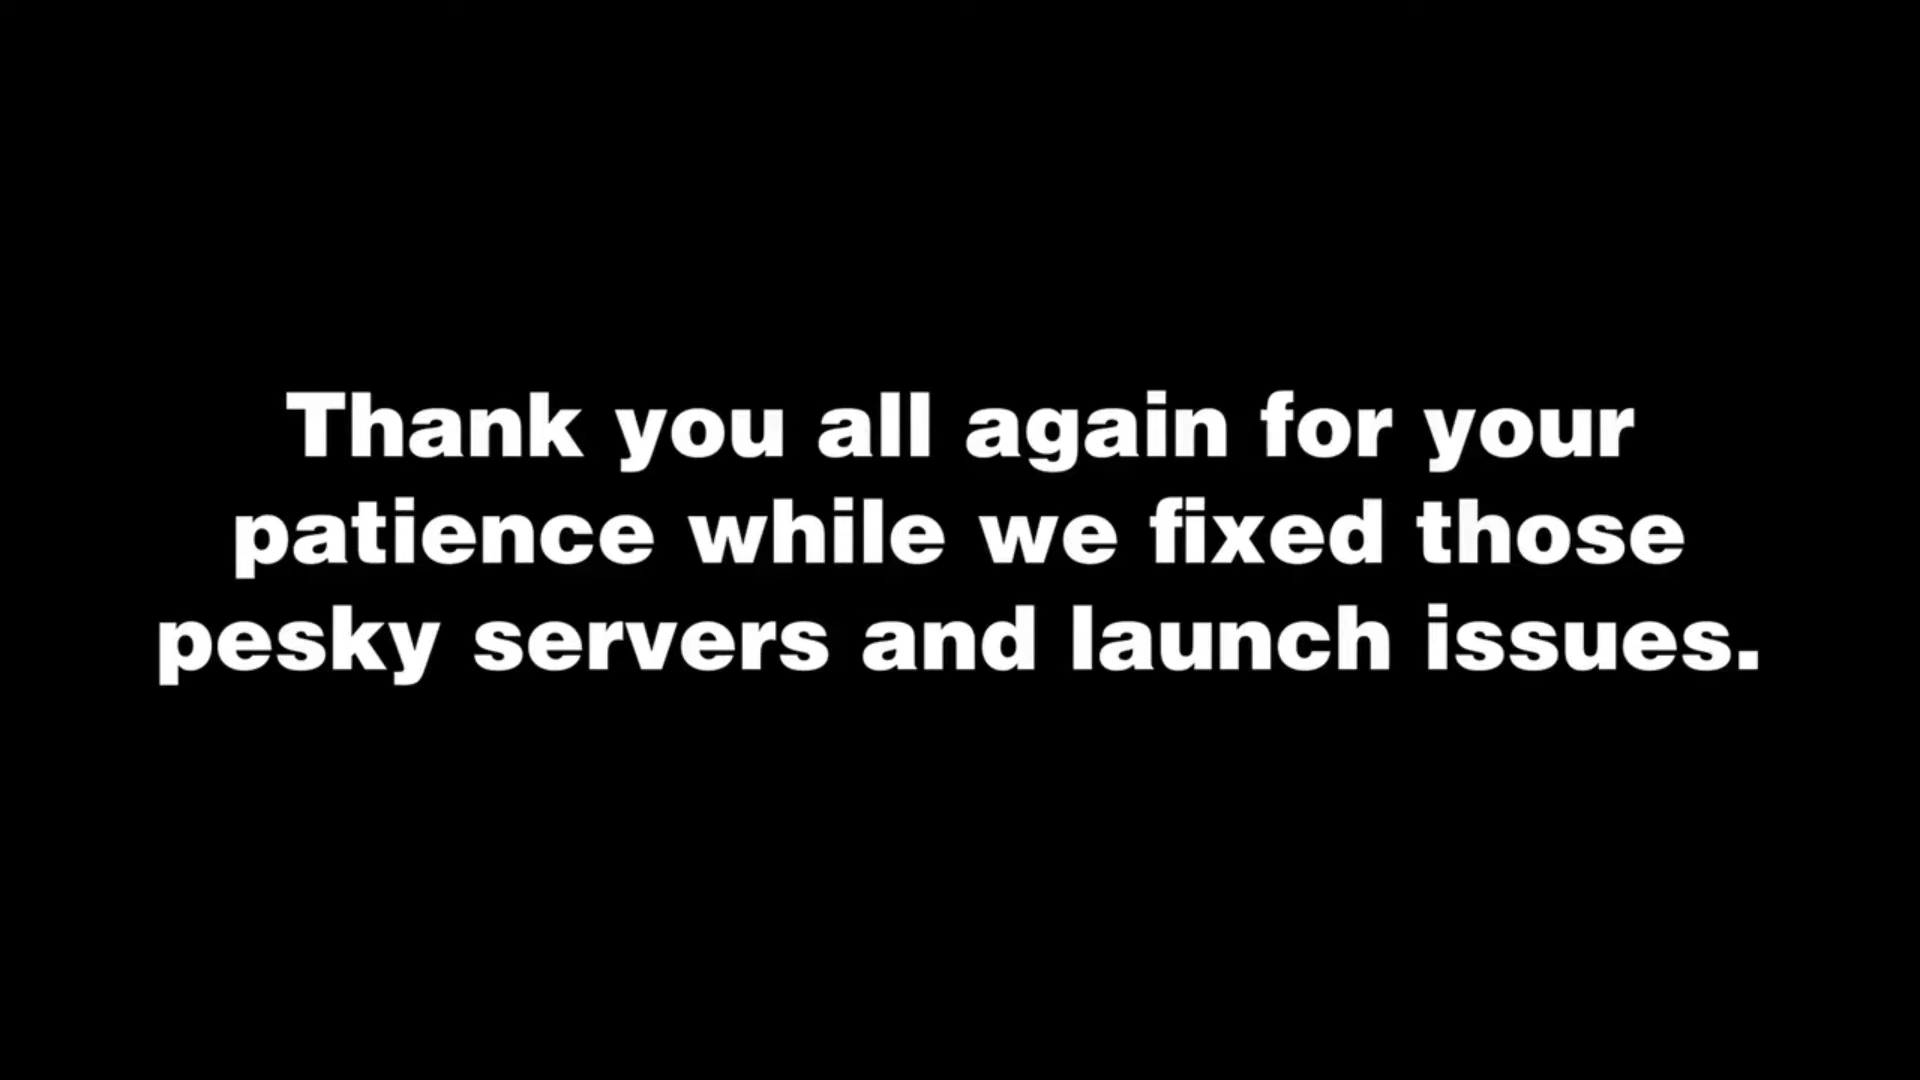 Thank you all again for your
patience while we fixed those
pesky servers and launch issues.